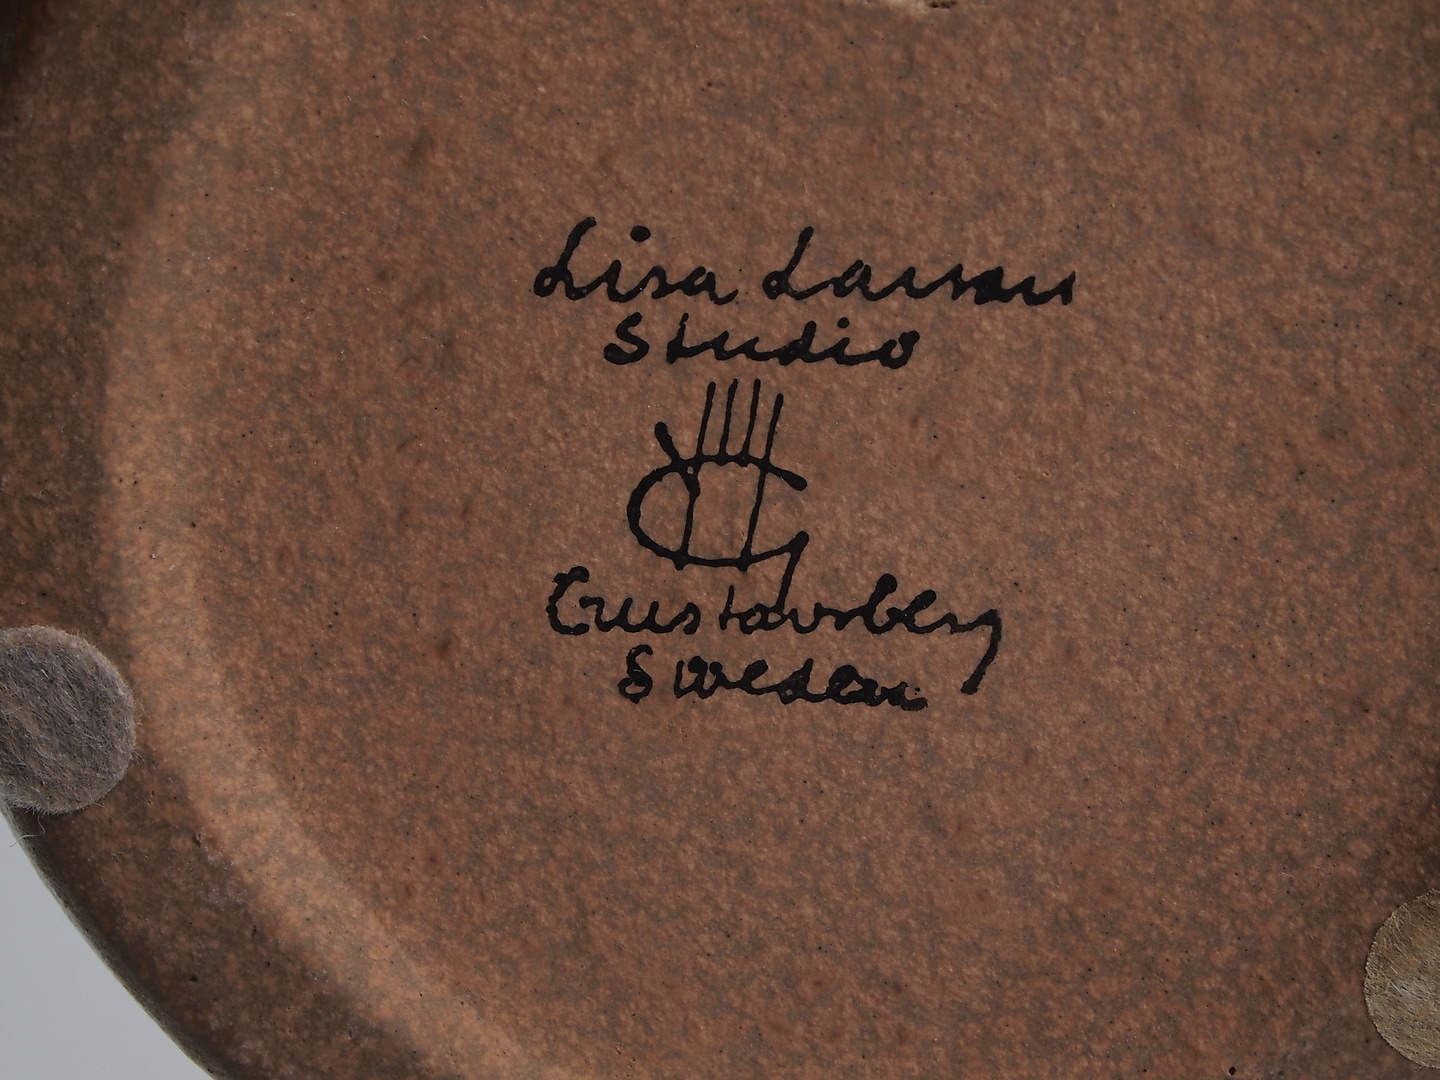 Lisa Larson
Studio
Gustavsberg
Sweden